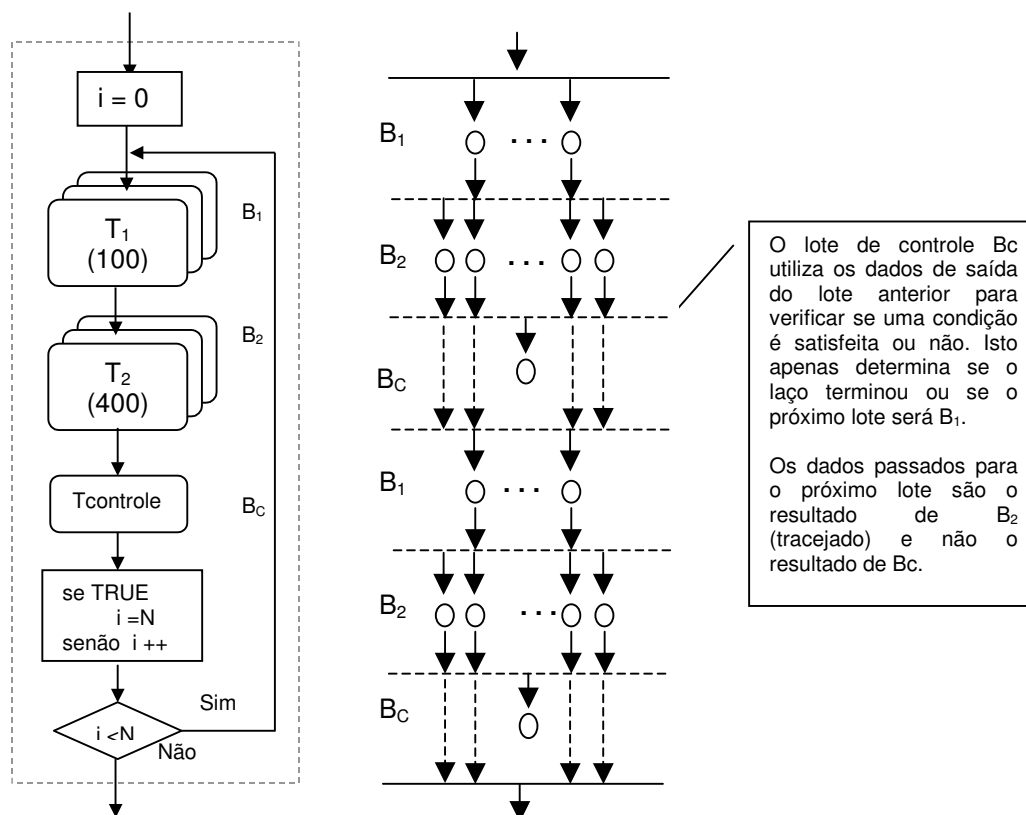 i = 0
B₁
T₁
(100)
B₂
T₂
(400)
Tcontrole
B_C
se TRUE
i =N
senão i ++
Sim
i <N
Não
B₁
. . .
B₂
. . .
B_C
B₁
. . .
B₂
. . .
B_C
O lote de controle Bc
utiliza os dados de saída
do lote anterior para
verificar se uma condição
é satisfeita ou não. Isto
apenas determina se o
laço terminou ou se o
próximo lote será B₁.
Os dados passados para
o próximo lote são o
resultado de B₂
(tracejado) e não o
resultado de Bc.